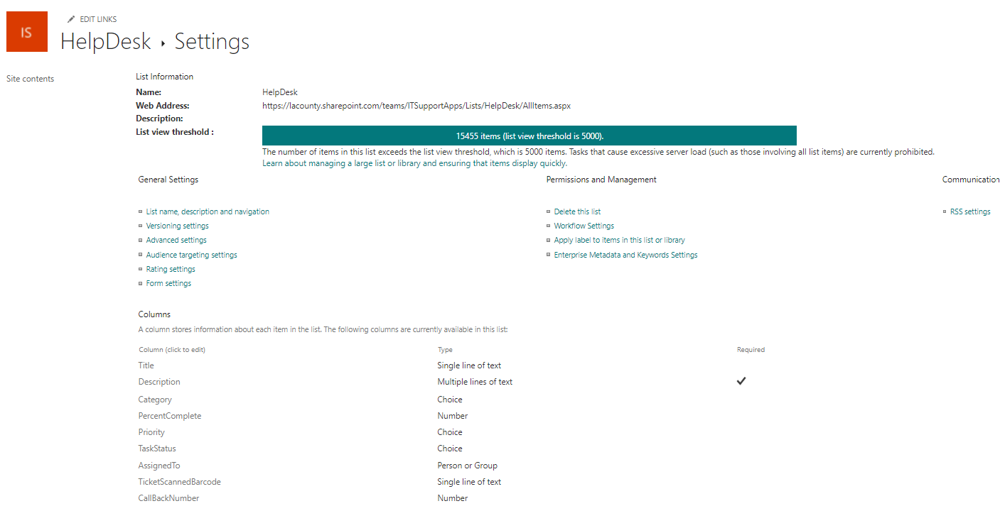 IS
EDIT LINKS
HelpDesk ▸ Settings
Site contents
List Information
Name: HelpDesk
Web Address: https://lacounty.sharepoint.com/teams/ITSupportApps/Lists/HelpDesk/AllItems.aspx
Description:
List view threshold :
15455 items (list view threshold is 5000).
The number of items in this list exceeds the list view threshold, which is 5000 items. Tasks that cause excessive server load (such as those involving all list items) are currently prohibited.
Learn about managing a large list or library and ensuring that items display quickly.
General Settings
List name, description and navigation
Versioning settings
Advanced settings
Audience targeting settings
Rating settings
Form settings
Permissions and Management
Delete this list
Workflow Settings
Apply label to items in this list or library
Enterprise Metadata and Keywords Settings
Communication
RSS settings
Columns
A column stores information about each item in the list. The following columns are currently available in this list:
Column (click to edit) Type Required
Title Single line of text
Description Multiple lines of text ✓
Category Choice
PercentComplete Number
Priority Choice
TaskStatus Choice
AssignedTo Person or Group
TicketScannedBarcode Single line of text
CallBackNumber Number